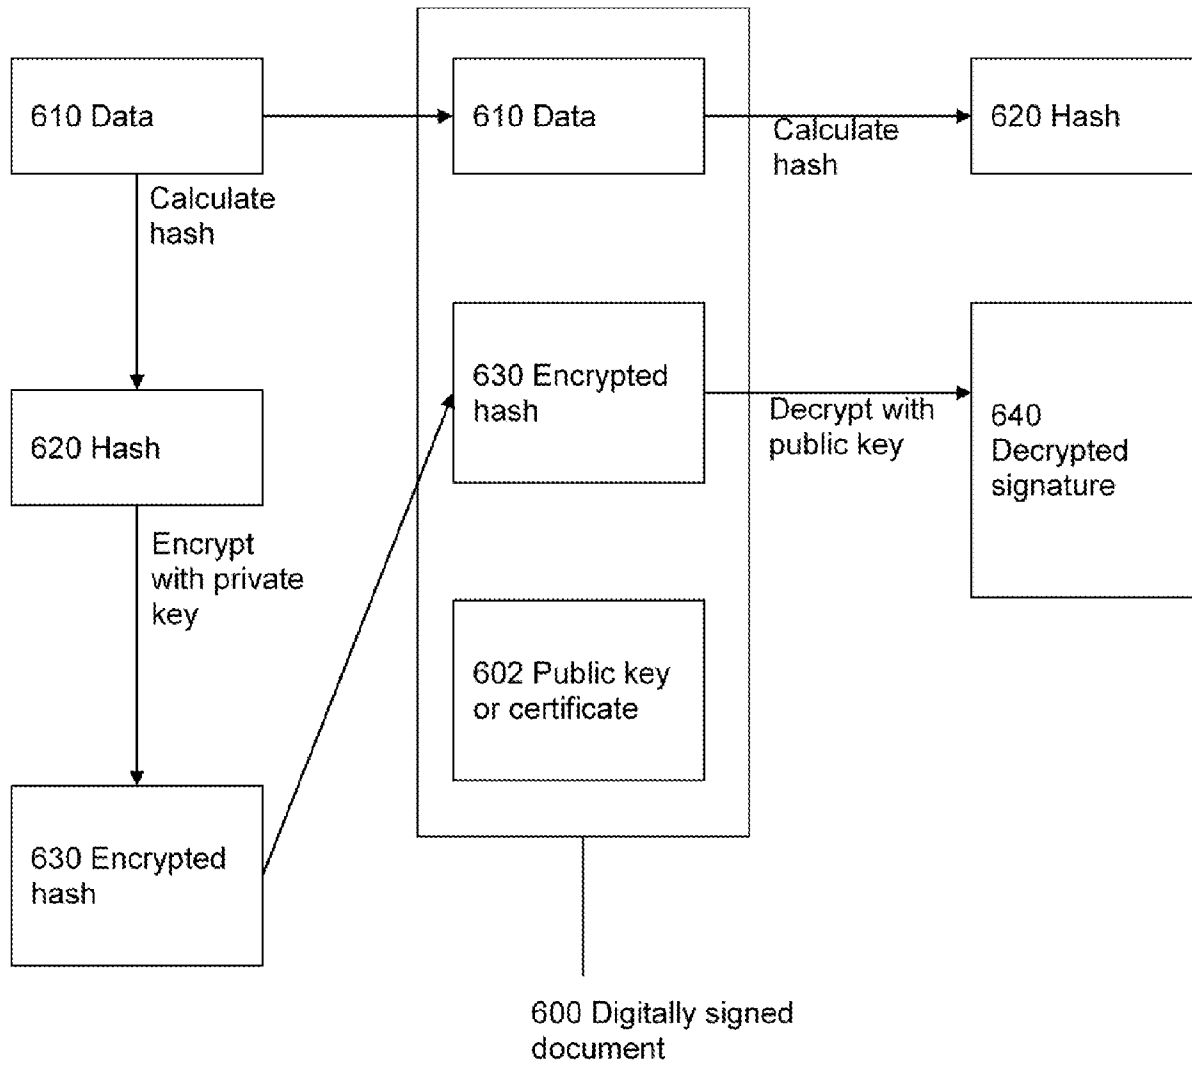 610 Data
Calculate
hash
620 Hash
Encrypt
with private
key
630 Encrypted
hash
610 Data
630 Encrypted
hash
602 Public key
or certificate
600 Digitally signed
document
Calculate
hash
620 Hash
Decrypt with
public key
640
Decrypted
signature